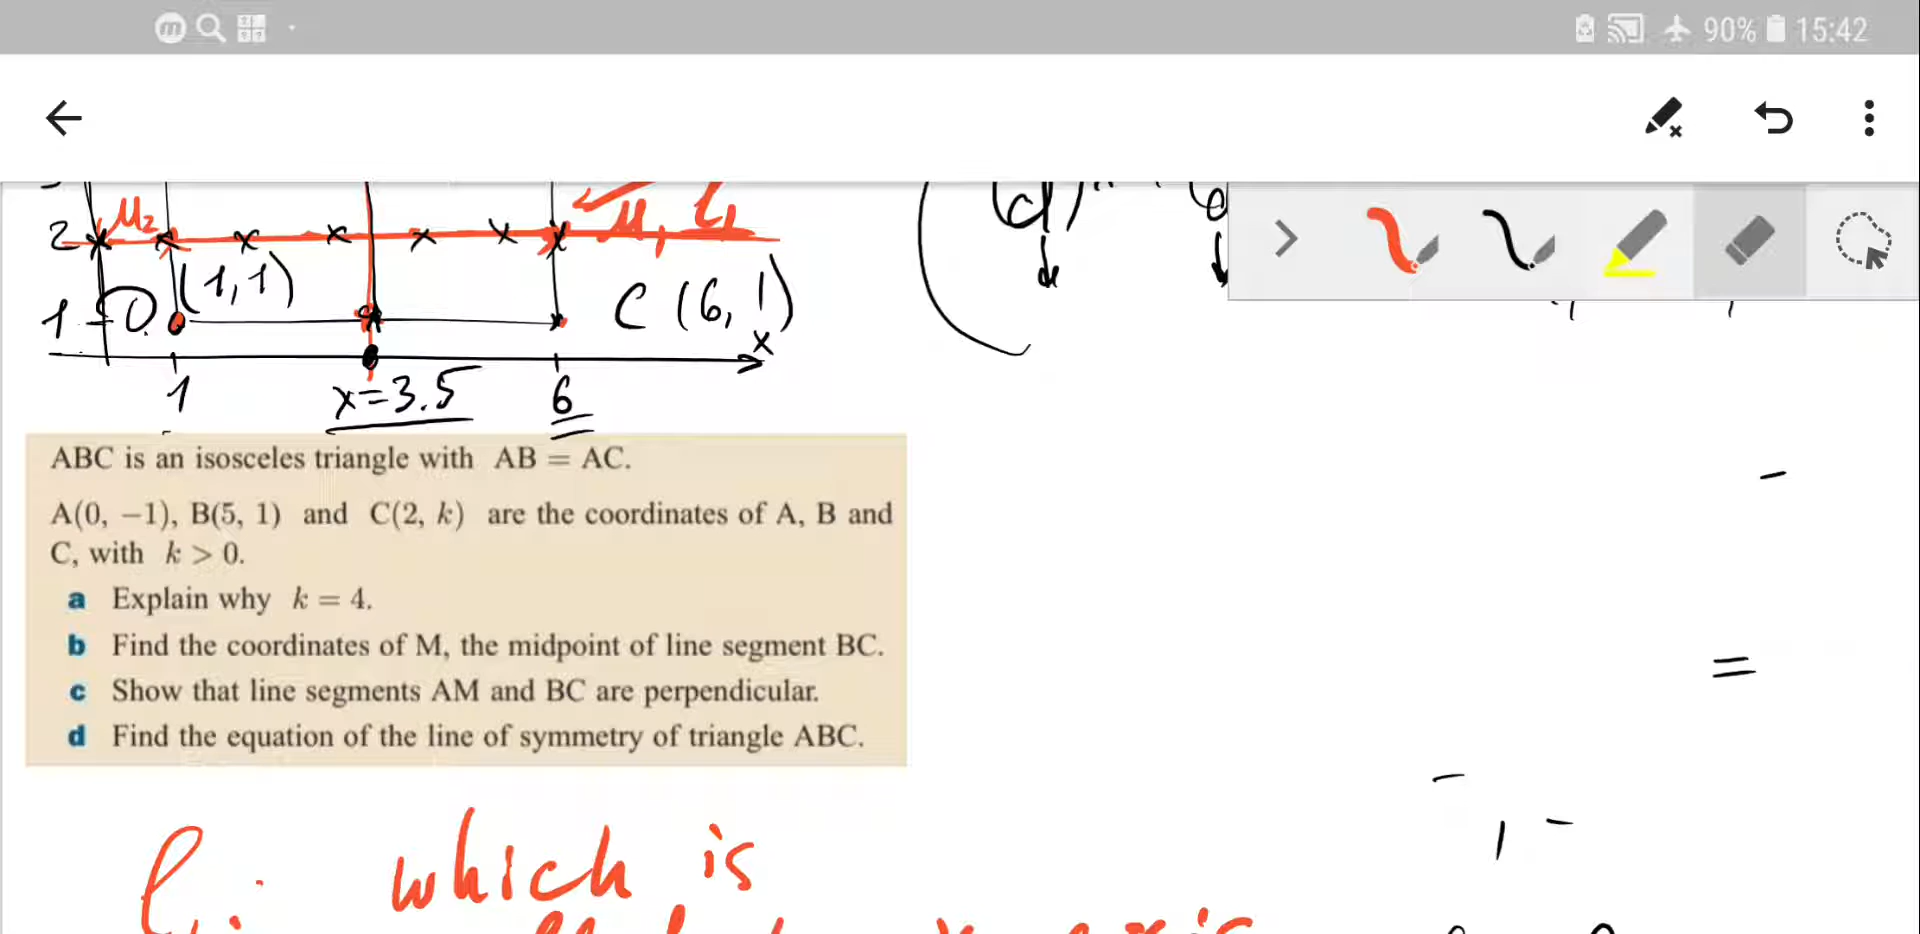 90% 15:42
2 M₂ M₁ L₁
(d)
1 D (1,1) C (6,1)
x
1 x=3.5 6
ABC is an isosceles triangle with AB = AC.
A(0, −1), B(5, 1) and C(2, k) are the coordinates of A, B and
C, with k > 0.
a Explain why k = 4.
b Find the coordinates of M, the midpoint of line segment BC.
c Show that line segments AM and BC are perpendicular.
d Find the equation of the line of symmetry of triangle ABC.
=
which is